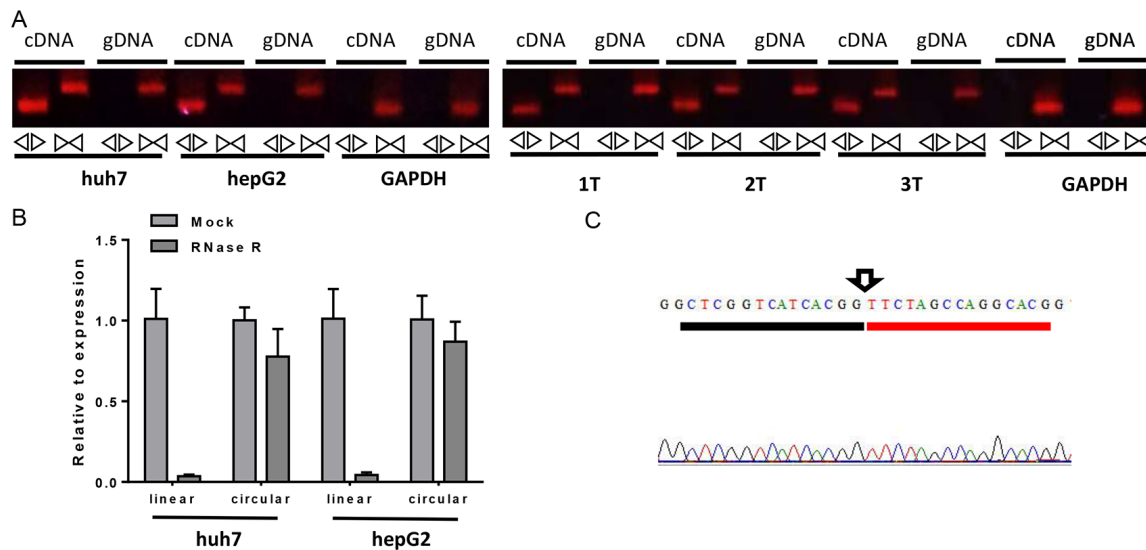 A
cDNA gDNA cDNA gDNA cDNA gDNA cDNA gDNA cDNA gDNA cDNA gDNA cDNA gDNA
huh7 hepG2 GAPDH 1T 2T 3T GAPDH
B
Mock
RNase R
Relative to expression
1.5
1.0
0.5
0.0
linear circular linear circular
huh7 hepG2
C
G GCTCGGTCATCACGGTTCTAGCCAGGCACGG